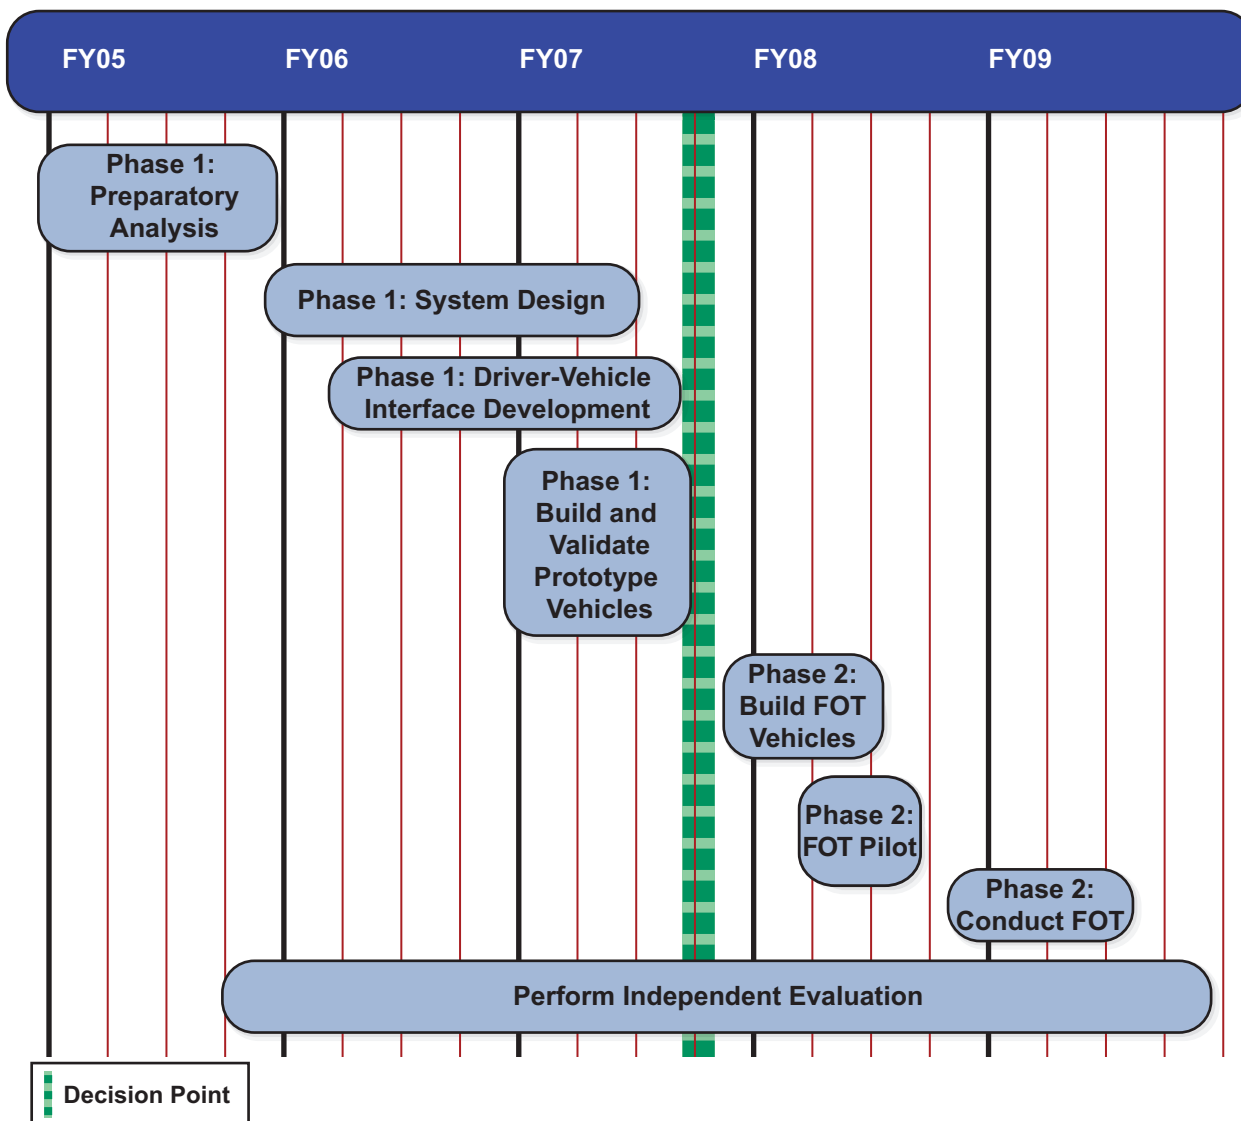 FY05 FY06 FY07 FY08 FY09
Phase 1:
Preparatory
Analysis
Phase 1: System Design
Phase 1: Driver-Vehicle
Interface Development
Phase 1:
Build and
Validate
Prototype
Vehicles
Phase 2:
Build FOT
Vehicles
Phase 2:
FOT Pilot
Phase 2:
Conduct FOT
Perform Independent Evaluation
Decision Point